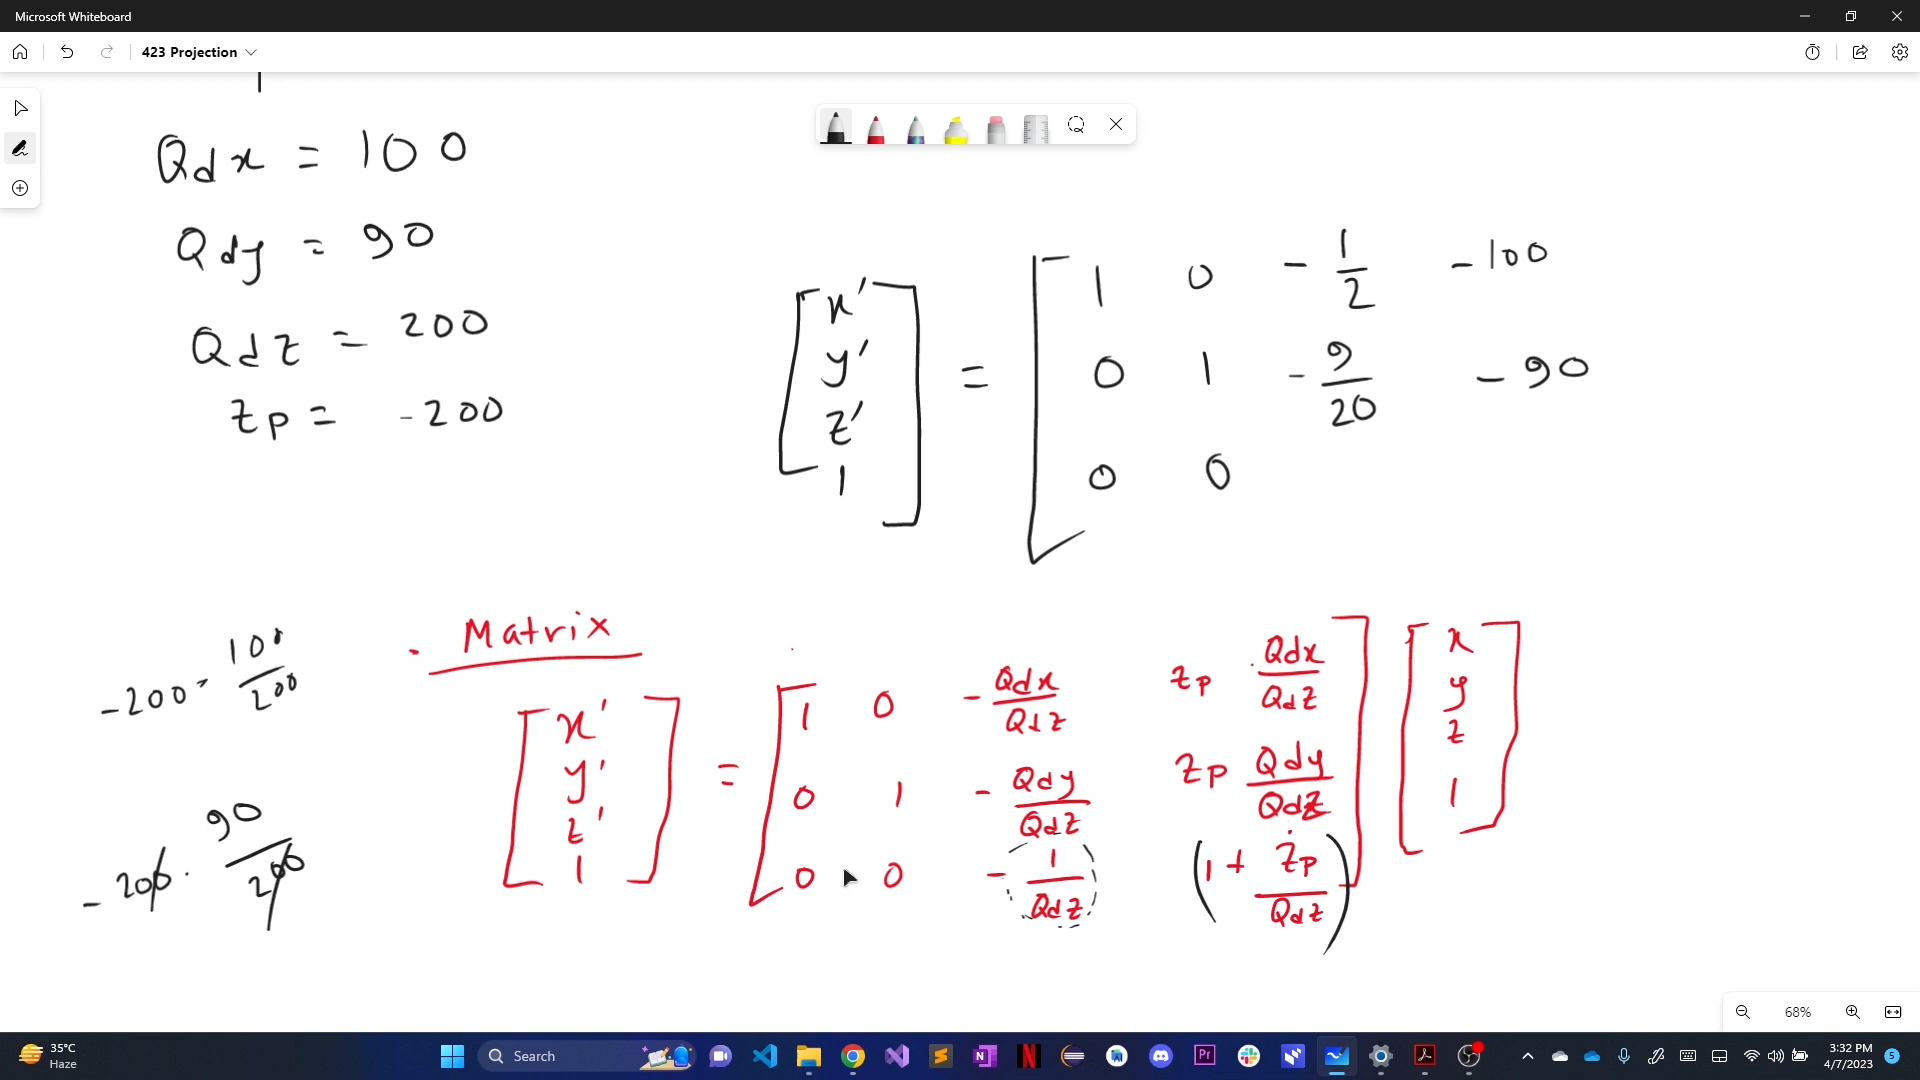 Microsoft Whiteboard
423 Projection
Qdx = 100
Qdy = 90
Qdz = 200
zp = -200
[x' y' z' 1] = [1 0 -1/2 -100
0 1 -9/20 -90
0 0
-200 · 100/200
-200 · 90/200
Matrix
[x' y' z' 1] = [1 0 -Qdx/Qdz zp · Qdx/Qdz
0 1 -Qdy/Qdz zp Qdy/Qdz
0 0 -1/Qdz (1 + zp/Qdz)] [x y z 1]
68%
35°C
Haze
Search
Pr
3:32 PM
4/7/2023
5